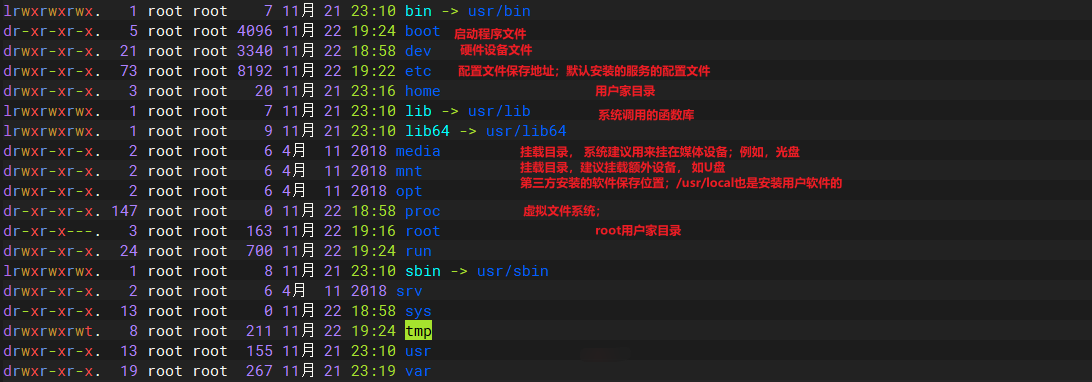 lrwxrwxrwx.   1 root root    7 11月 21 23:10 bin -> usr/bin
dr-xr-xr-x.   5 root root 4096 11月 22 19:24 boot 启动程序文件
drwxr-xr-x.  21 root root 3340 11月 22 18:58 dev 硬件设备文件
drwxr-xr-x.  73 root root 8192 11月 22 19:22 etc 配置文件保存地址；默认安装的服务的配置文件
drwxr-xr-x.   3 root root   20 11月 21 23:16 home 用户家目录
lrwxrwxrwx.   1 root root    7 11月 21 23:10 lib -> usr/lib 系统调用的函数库
lrwxrwxrwx.   1 root root    9 11月 21 23:10 lib64 -> usr/lib64
drwxr-xr-x.   2 root root    6 4月  11 2018 media 挂载目录， 系统建议用来挂在媒体设备；例如，光盘
drwxr-xr-x.   2 root root    6 4月  11 2018 mnt 挂载目录，建议挂载额外设备， 如U盘
drwxr-xr-x.   2 root root    6 4月  11 2018 opt 第三方安装的软件保存位置；/usr/local也是安装用户软件的
dr-xr-xr-x. 147 root root    0 11月 22 18:58 proc 虚拟文件系统；
dr-xr-x---.   3 root root  163 11月 22 19:16 root root用户家目录
drwxr-xr-x.  24 root root  700 11月 22 19:24 run
lrwxrwxrwx.   1 root root    8 11月 21 23:10 sbin -> usr/sbin
drwxr-xr-x.   2 root root    6 4月  11 2018 srv
dr-xr-xr-x.  13 root root    0 11月 22 18:58 sys
drwxrwxrwt.   8 root root  211 11月 22 19:24 tmp
drwxr-xr-x.  13 root root  155 11月 21 23:10 usr
drwxr-xr-x.  19 root root  267 11月 21 23:19 var